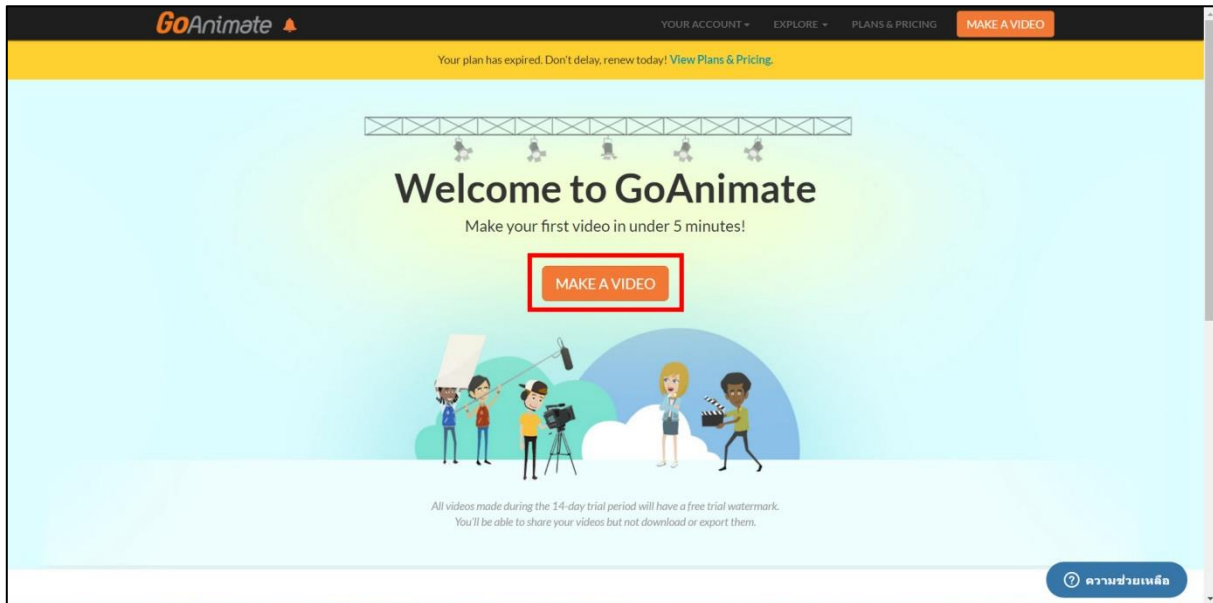 GoAnimate
YOUR ACCOUNT EXPLORE PLANS & PRICING MAKE A VIDEO
Your plan has expired. Don't delay, renew today! View Plans & Pricing.
Welcome to GoAnimate
Make your first video in under 5 minutes!
MAKE A VIDEO
All videos made during the 14-day trial period will have a free trial watermark.
You'll be able to share your videos but not download or export them.
ความช่วยเหลือ